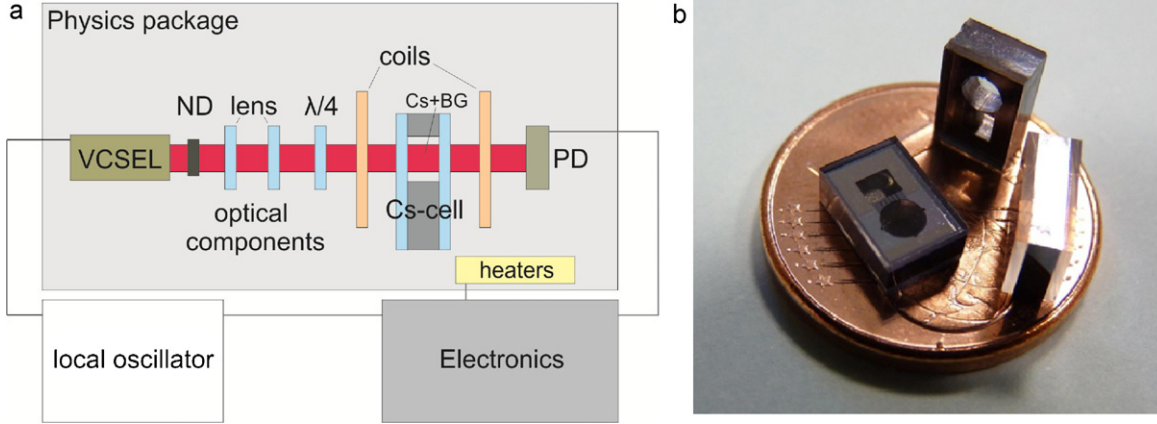 a
Physics package
coils
ND
lens
λ/4
Cs+BG
VCSEL
PD
Cs-cell
optical
components
heaters
local oscillator
Electronics
b